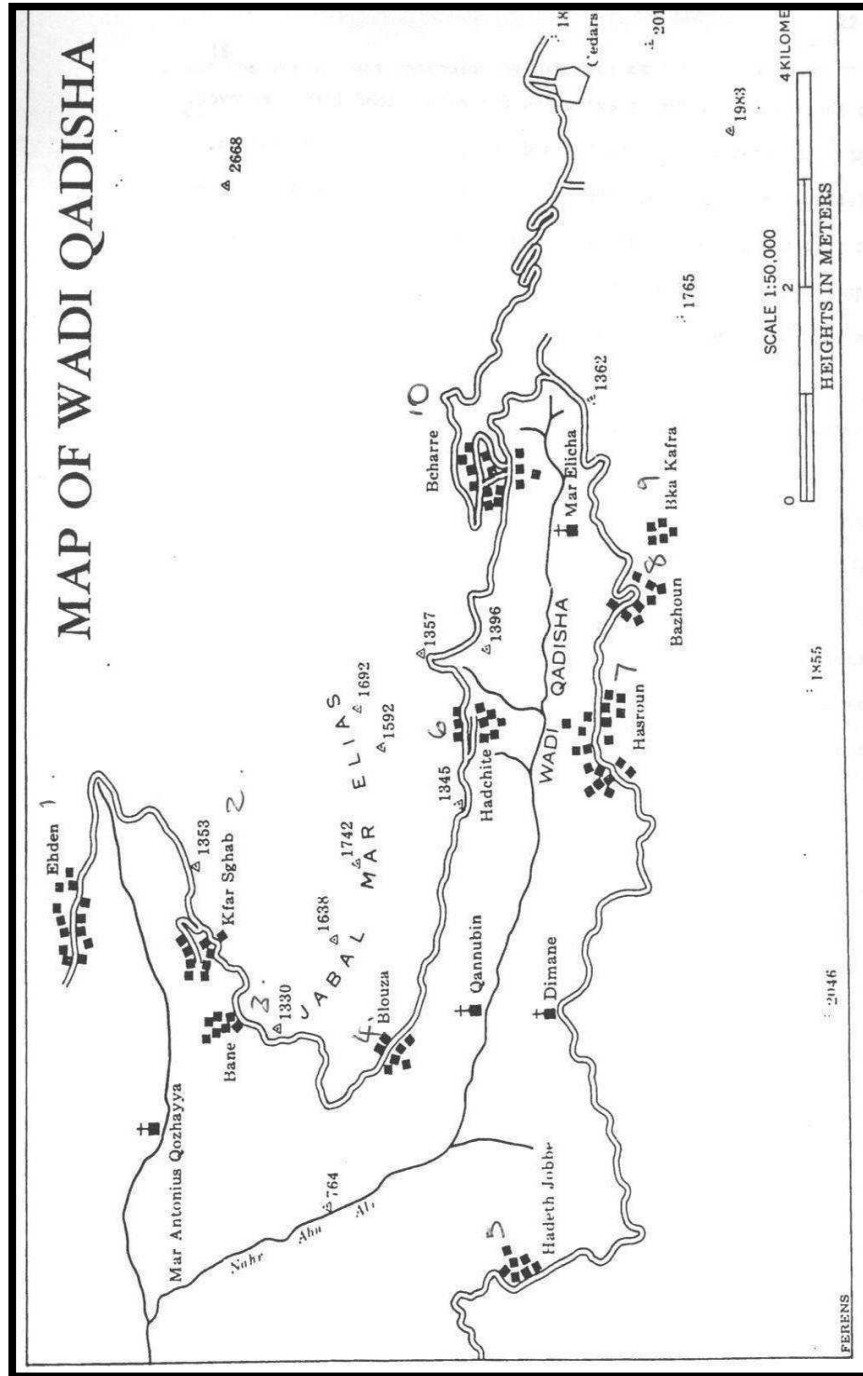 MAP OF WADI QADISHA
Ehden 1
Kfar Sghab 2
1353
Bane 3
1330
Mar Antonius Qozhayya
2668
1638
1742
1692
1592
JABAL MAR ELIAS
Blouza 4
764
Nahr Abu Ali
1345
Hadchite 6
1357
1396
Bcharre 10
Cedars
Qannubin
WADI QADISHA
Mar Elicha
1362
Dimane
Hadeth Jobbe
5
Hasroun 7
Bazhoun 8
Bka Kafra 9
1765
1983
201
18
1855
2046
SCALE 1:50,000
0 2 4 KILOME
HEIGHTS IN METERS
FERENS